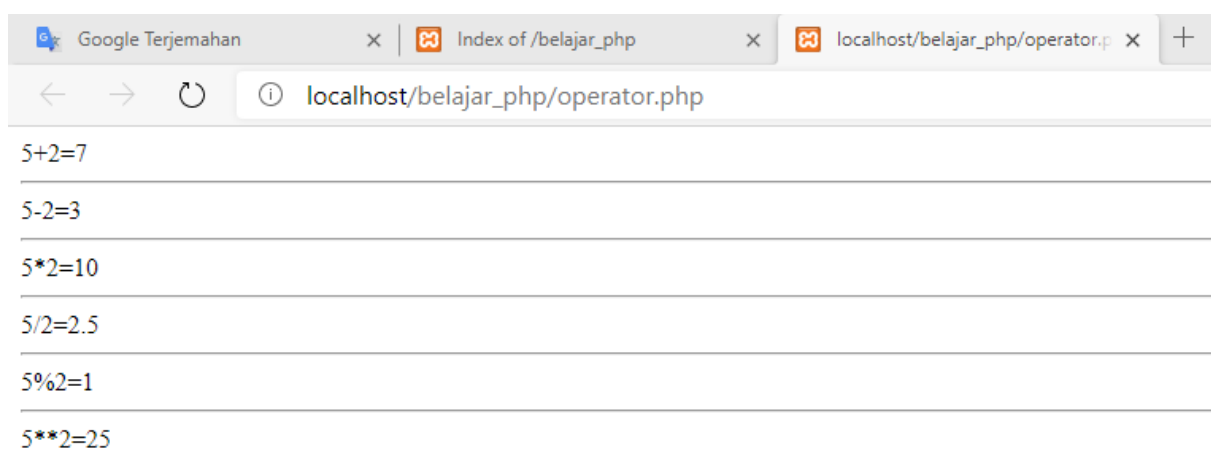 Google Terjemahan
Index of /belajar_php
localhost/belajar_php/operator.p
localhost/belajar_php/operator.php
5+2=7
5-2=3
5*2=10
5/2=2.5
5%2=1
5**2=25